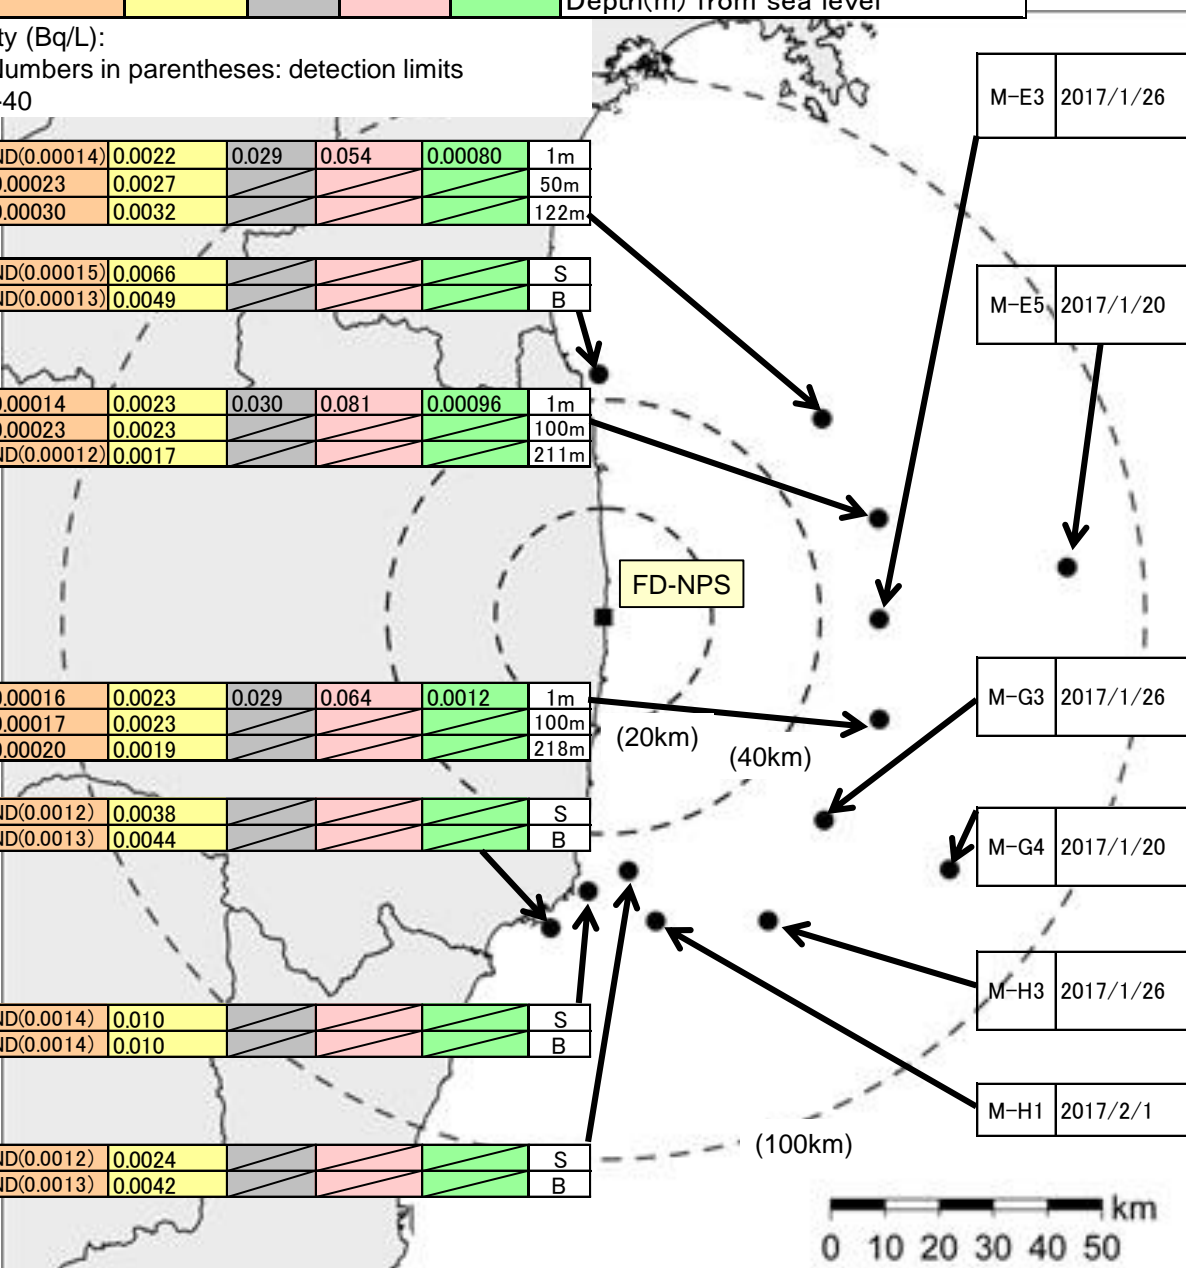 Depth(m) from sea level
ty (Bq/L):
Numbers in parentheses: detection limits
-40
M-E3 2017/1/26
ND(0.00014) 0.0022 0.029 0.054 0.00080 1m
0.00023 0.0027 50m
0.00030 0.0032 122m
ND(0.00015) 0.0066 S
ND(0.00013) 0.0049 B
M-E5 2017/1/20
0.00014 0.0023 0.030 0.081 0.00096 1m
0.00023 0.0023 100m
ND(0.00012) 0.0017 211m
FD-NPS
0.00016 0.0023 0.029 0.064 0.0012 1m
0.00017 0.0023 100m
0.00020 0.0019 218m
M-G3 2017/1/26
(20km)
(40km)
ND(0.0012) 0.0038 S
ND(0.0013) 0.0044 B
M-G4 2017/1/20
M-H3 2017/1/26
ND(0.0014) 0.010 S
ND(0.0014) 0.010 B
M-H1 2017/2/1
(100km)
ND(0.0012) 0.0024 S
ND(0.0013) 0.0042 B
km
0 10 20 30 40 50